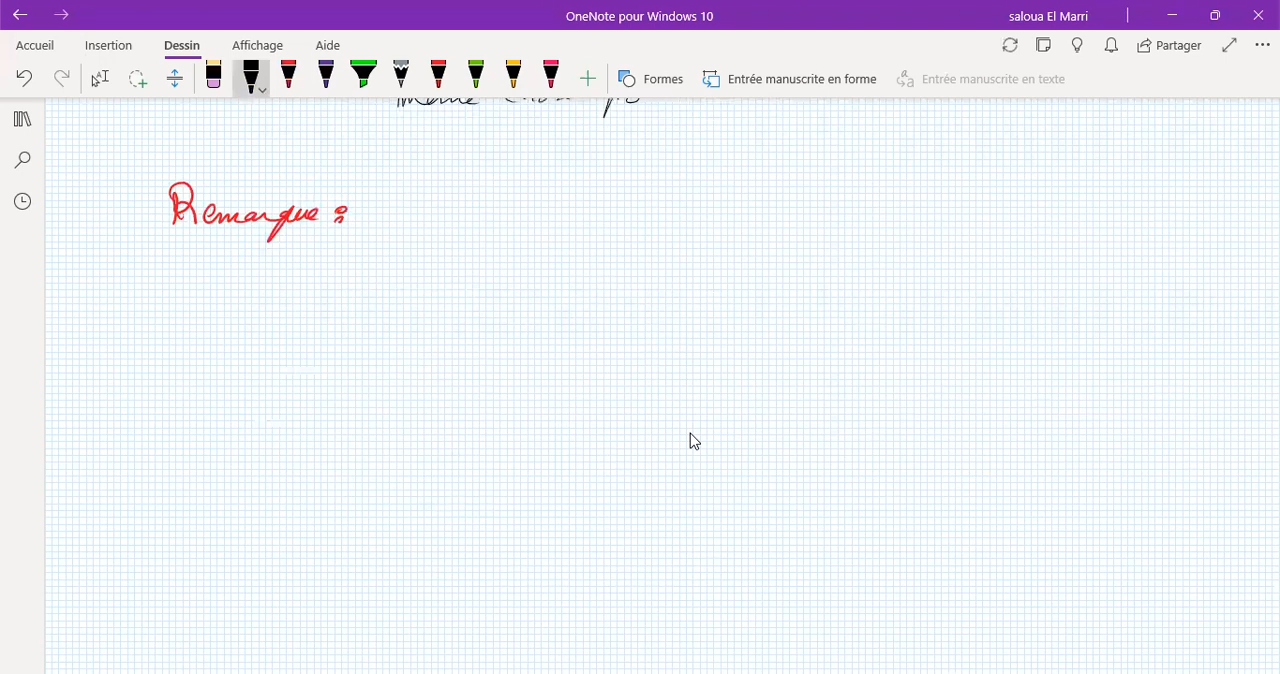 OneNote pour Windows 10
saloua El Marri
Accueil Insertion Dessin Affichage Aide
Partager
Formes Entrée manuscrite en forme Entrée manuscrite en texte
Remarque :